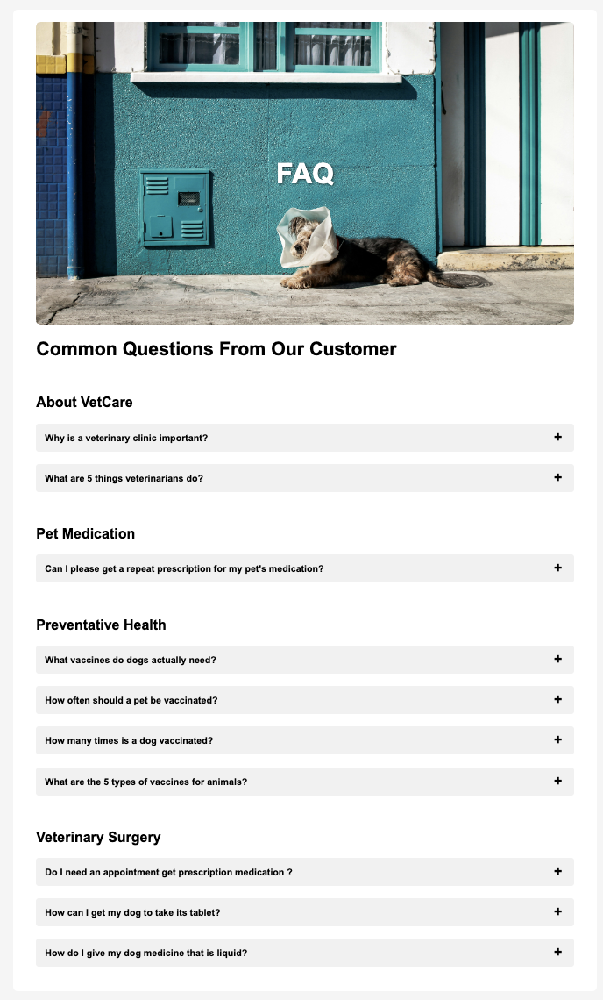 FAQ
Common Questions From Our Customer
About VetCare
Why is a veterinary clinic important?
What are 5 things veterinarians do?
Pet Medication
Can I please get a repeat prescription for my pet's medication?
Preventative Health
What vaccines do dogs actually need?
How often should a pet be vaccinated?
How many times is a dog vaccinated?
What are the 5 types of vaccines for animals?
Veterinary Surgery
Do I need an appointment get prescription medication ?
How can I get my dog to take its tablet?
How do I give my dog medicine that is liquid?